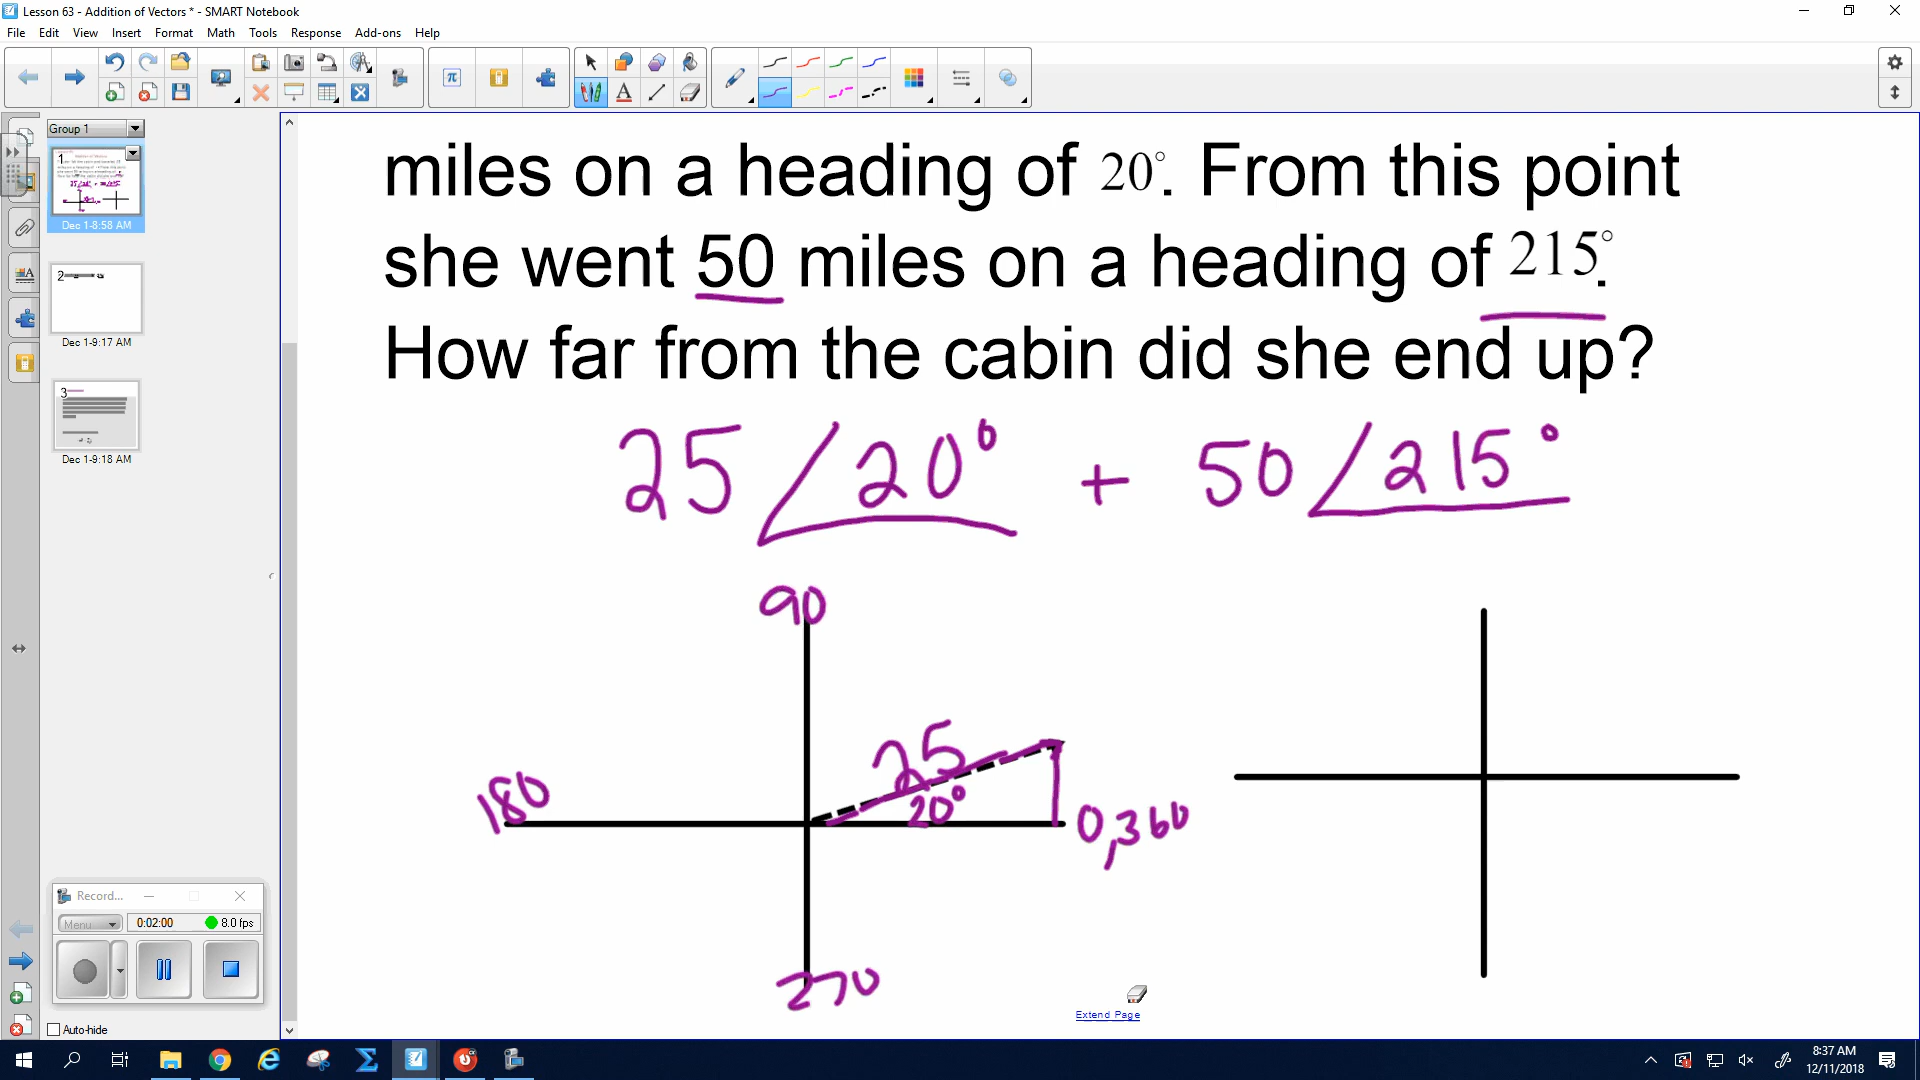 Lesson 63 - Addition of Vectors * - SMART Notebook
File Edit View Insert Format Math Tools Response Add-ons Help
Group 1
1
Dec 1-8:58 AM
2
Dec 1-9:17 AM
3
Dec 1-9:18 AM
miles on a heading of 20°. From this point
she went 50 miles on a heading of 215°.
How far from the cabin did she end up?
25 /20° + 50 /215°
90
25
20°
180
0,360
270
Extend Page
Record...
Menu 0:02:00 8.0 fps
Auto-hide
8:37 AM
12/11/2018